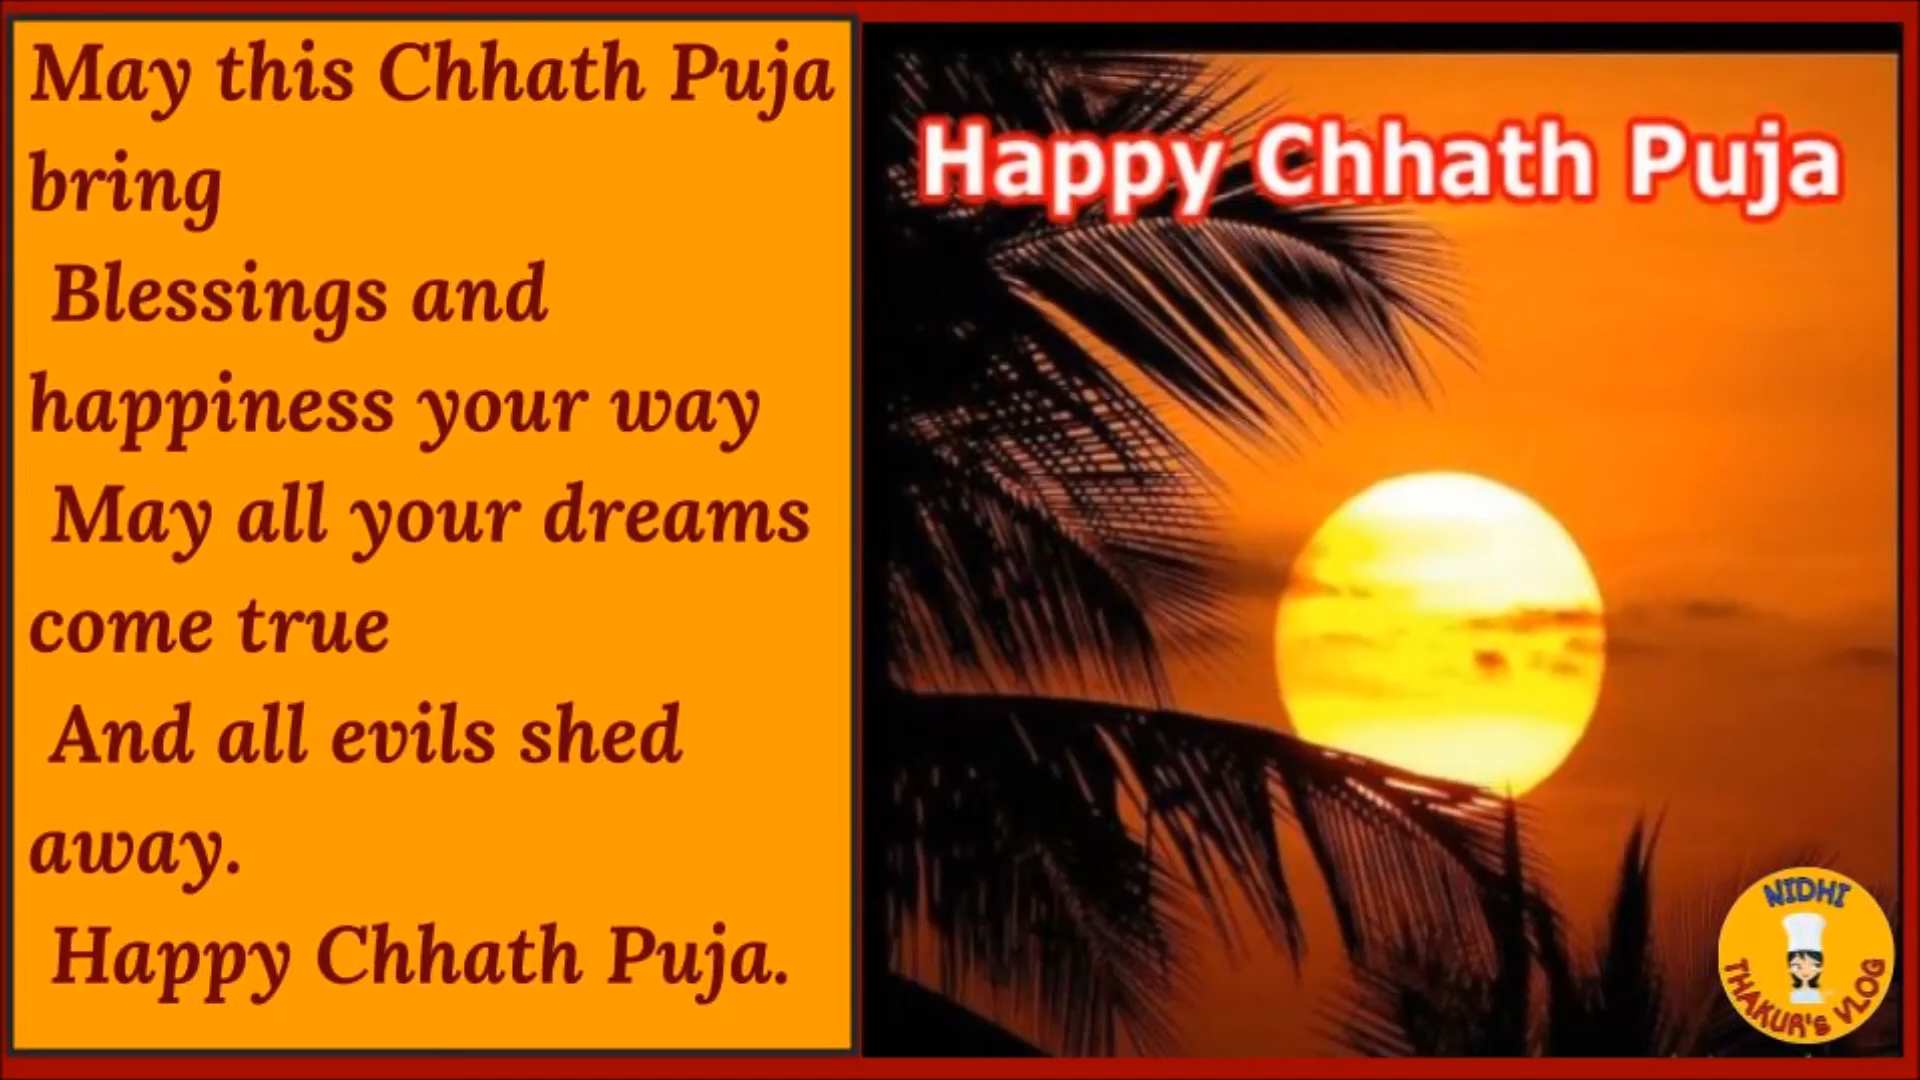 May this Chhath Puja
bring
Blessings and
happiness your way
May all your dreams
come true
And all evils shed
away.
Happy Chhath Puja.
Happy Chhath Puja
NIDHI
THAKUR'S VLOG